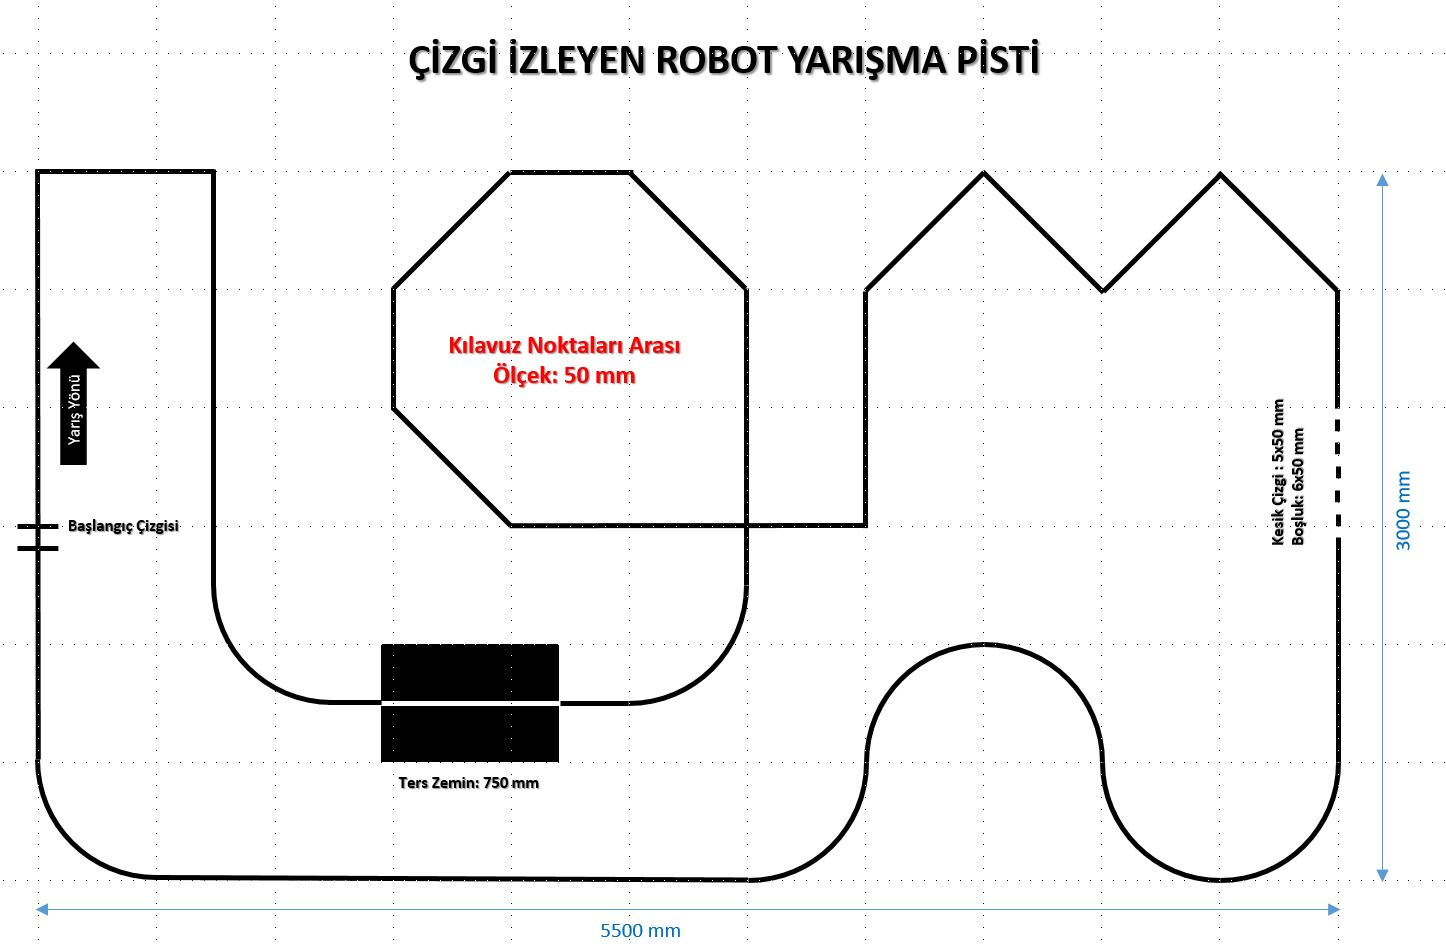 ÇİZGİ İZLEYEN ROBOT YARIŞMA PİSTİ
Kılavuz Noktaları Arası
Ölçek: 50 mm
Yarış Yönü
Başlangıç Çizgisi
Kesik Çizgi : 5x50 mm
Boşluk: 6x50 mm
3000 mm
Ters Zemin: 750 mm
5500 mm